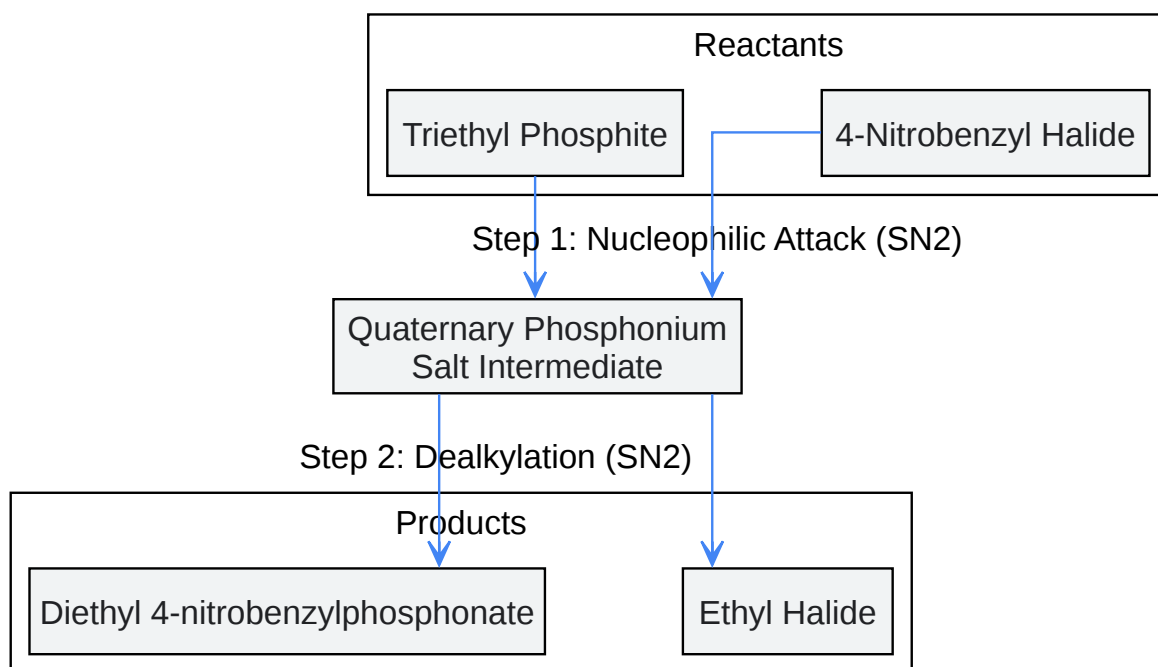 Reactants
Triethyl Phosphite
4-Nitrobenzyl Halide
Step 1: Nucleophilic Attack (SN2)
Quaternary Phosphonium
Salt Intermediate
Step 2: Dealkylation (SN2)
Products
Diethyl 4-nitrobenzylphosphonate
Ethyl Halide